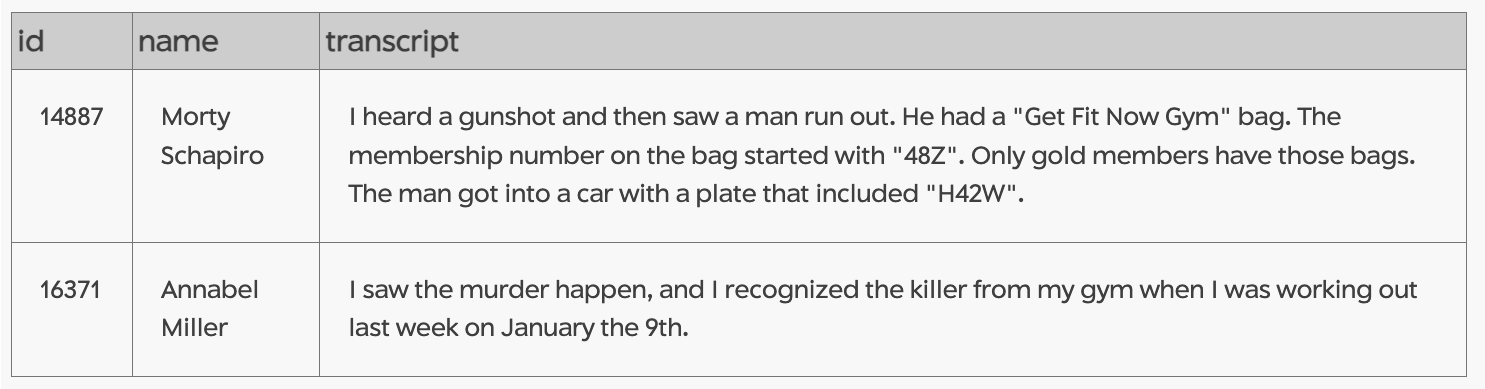 id name transcript
14887 Morty Schapiro I heard a gunshot and then saw a man run out. He had a "Get Fit Now Gym" bag. The
membership number on the bag started with "48Z". Only gold members have those bags.
The man got into a car with a plate that included "H42W".
16371 Annabel Miller I saw the murder happen, and I recognized the killer from my gym when I was working out
last week on January the 9th.